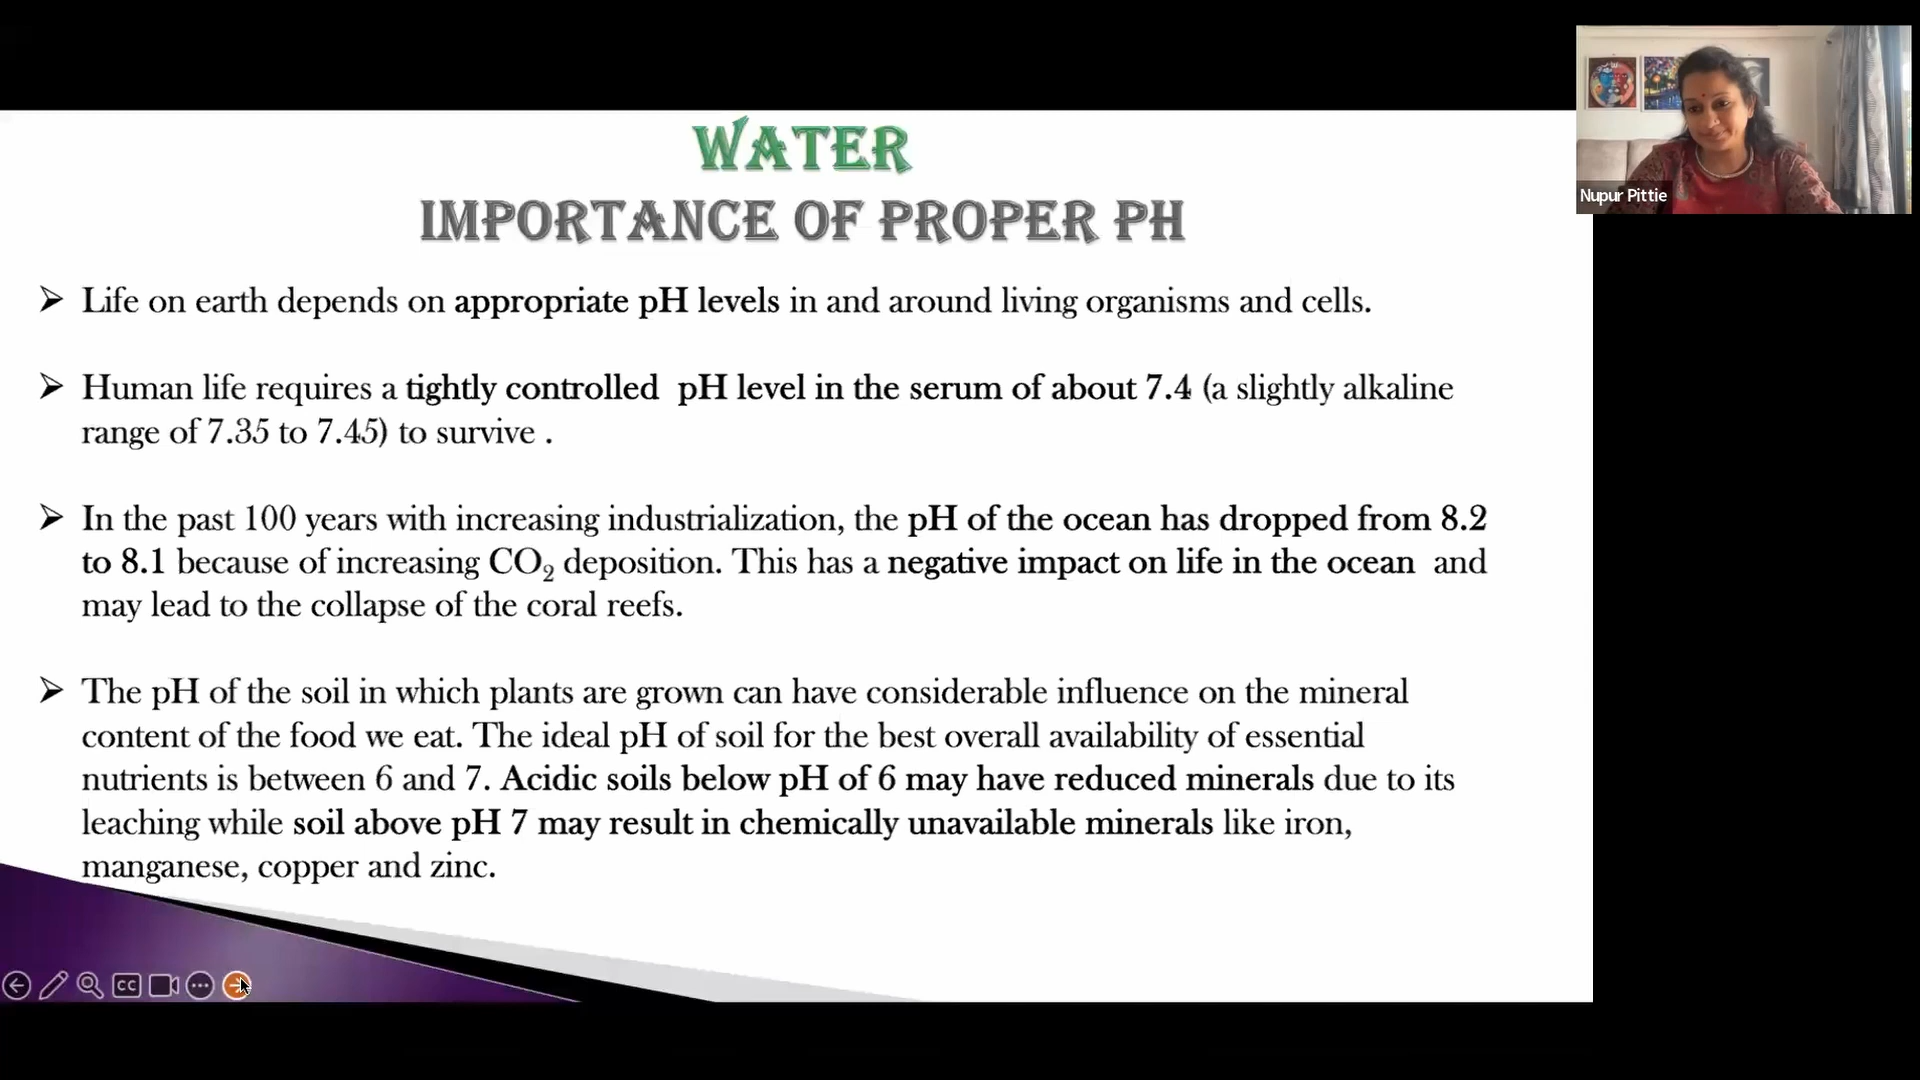 WATER
IMPORTANCE OF PROPER PH
Nupur Pittie
Life on earth depends on appropriate pH levels in and around living organisms and cells.
Human life requires a tightly controlled pH level in the serum of about 7.4 (a slightly alkaline
range of 7.35 to 7.45) to survive .
In the past 100 years with increasing industrialization, the pH of the ocean has dropped from 8.2
to 8.1 because of increasing CO₂ deposition. This has a negative impact on life in the ocean and
may lead to the collapse of the coral reefs.
The pH of the soil in which plants are grown can have considerable influence on the mineral
content of the food we eat. The ideal pH of soil for the best overall availability of essential
nutrients is between 6 and 7. Acidic soils below pH of 6 may have reduced minerals due to its
leaching while soil above pH 7 may result in chemically unavailable minerals like iron,
manganese, copper and zinc.
CC